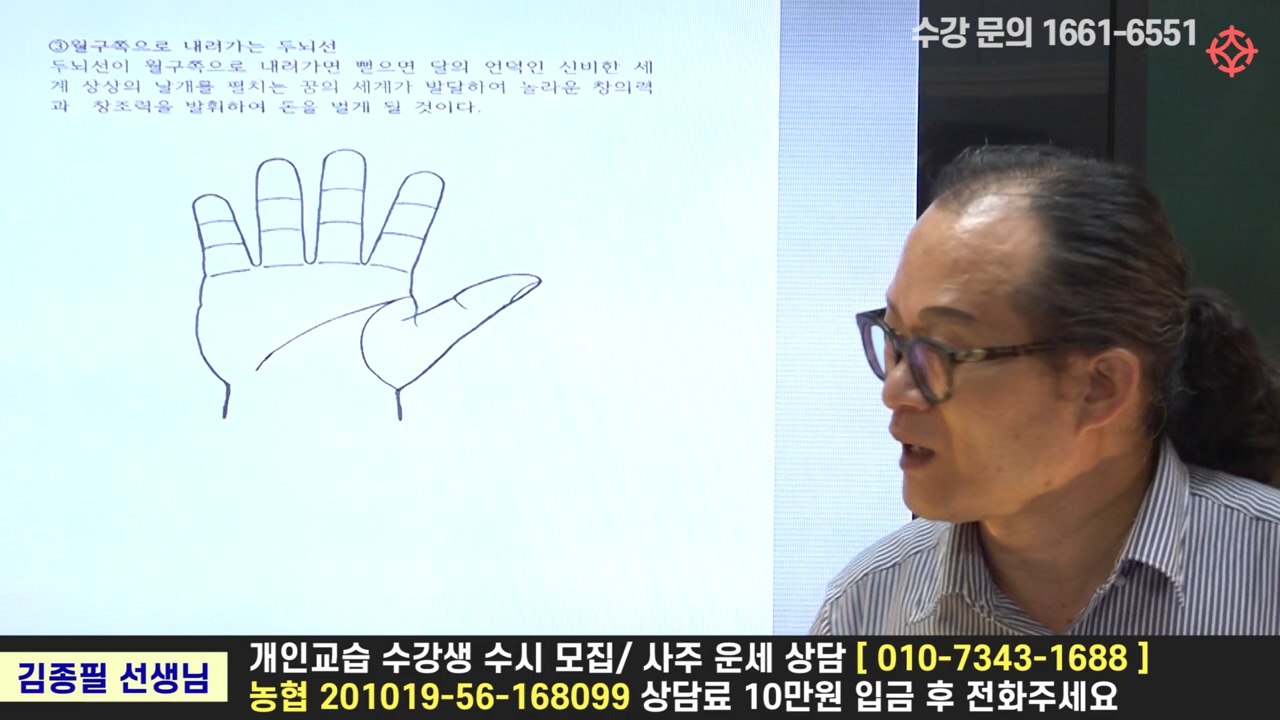 ③월구쪽으로 내려가는 두뇌선
두뇌선이 월구쪽으로 내려가면 뻗으면 달의 언덕인 신비한 세
계 상상의 날개를 펼치는 꿈의 세계가 발달하여 놀라운 창의력
과 창조력을 발휘하여 돈을 벌게 될 것이다.
수강 문의 1661-6551
김종필 선생님
개인교습 수강생 수시 모집/ 사주 운세 상담 [ 010-7343-1688 ]
농협 201019-56-168099 상담료 10만원 입금 후 전화주세요